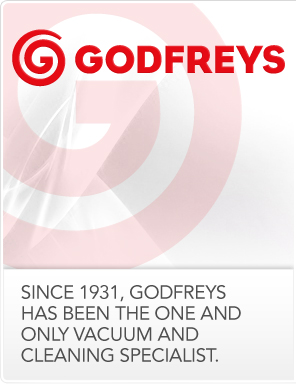 GODFREYS
SINCE 1931, GODFREYS
HAS BEEN THE ONE AND
ONLY VACUUM AND
CLEANING SPECIALIST.